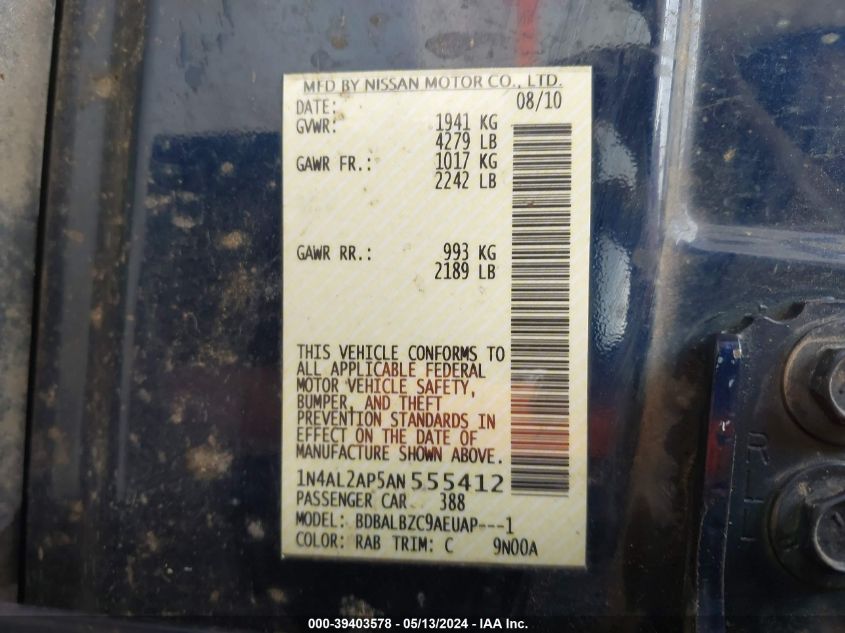 MFD BY NISSAN MOTOR CO., LTD.
DATE: 08/10
GVWR: 1941 KG
4279 LB
GAWR FR.: 1017 KG
2242 LB
GAWR RR.: 993 KG
2189 LB
THIS VEHICLE CONFORMS TO
ALL APPLICABLE FEDERAL
MOTOR VEHICLE SAFETY,
BUMPER, AND THEFT
PREVENTION STANDARDS IN
EFFECT ON THE DATE OF
MANUFACTURE SHOWN ABOVE.
1N4AL2AP5AN555412
PASSENGER CAR 388
MODEL: BDBALBZC9AEUAP---1
COLOR: RAB TRIM: C 9N00A
000-39403578 - 05/13/2024 - IAA Inc.